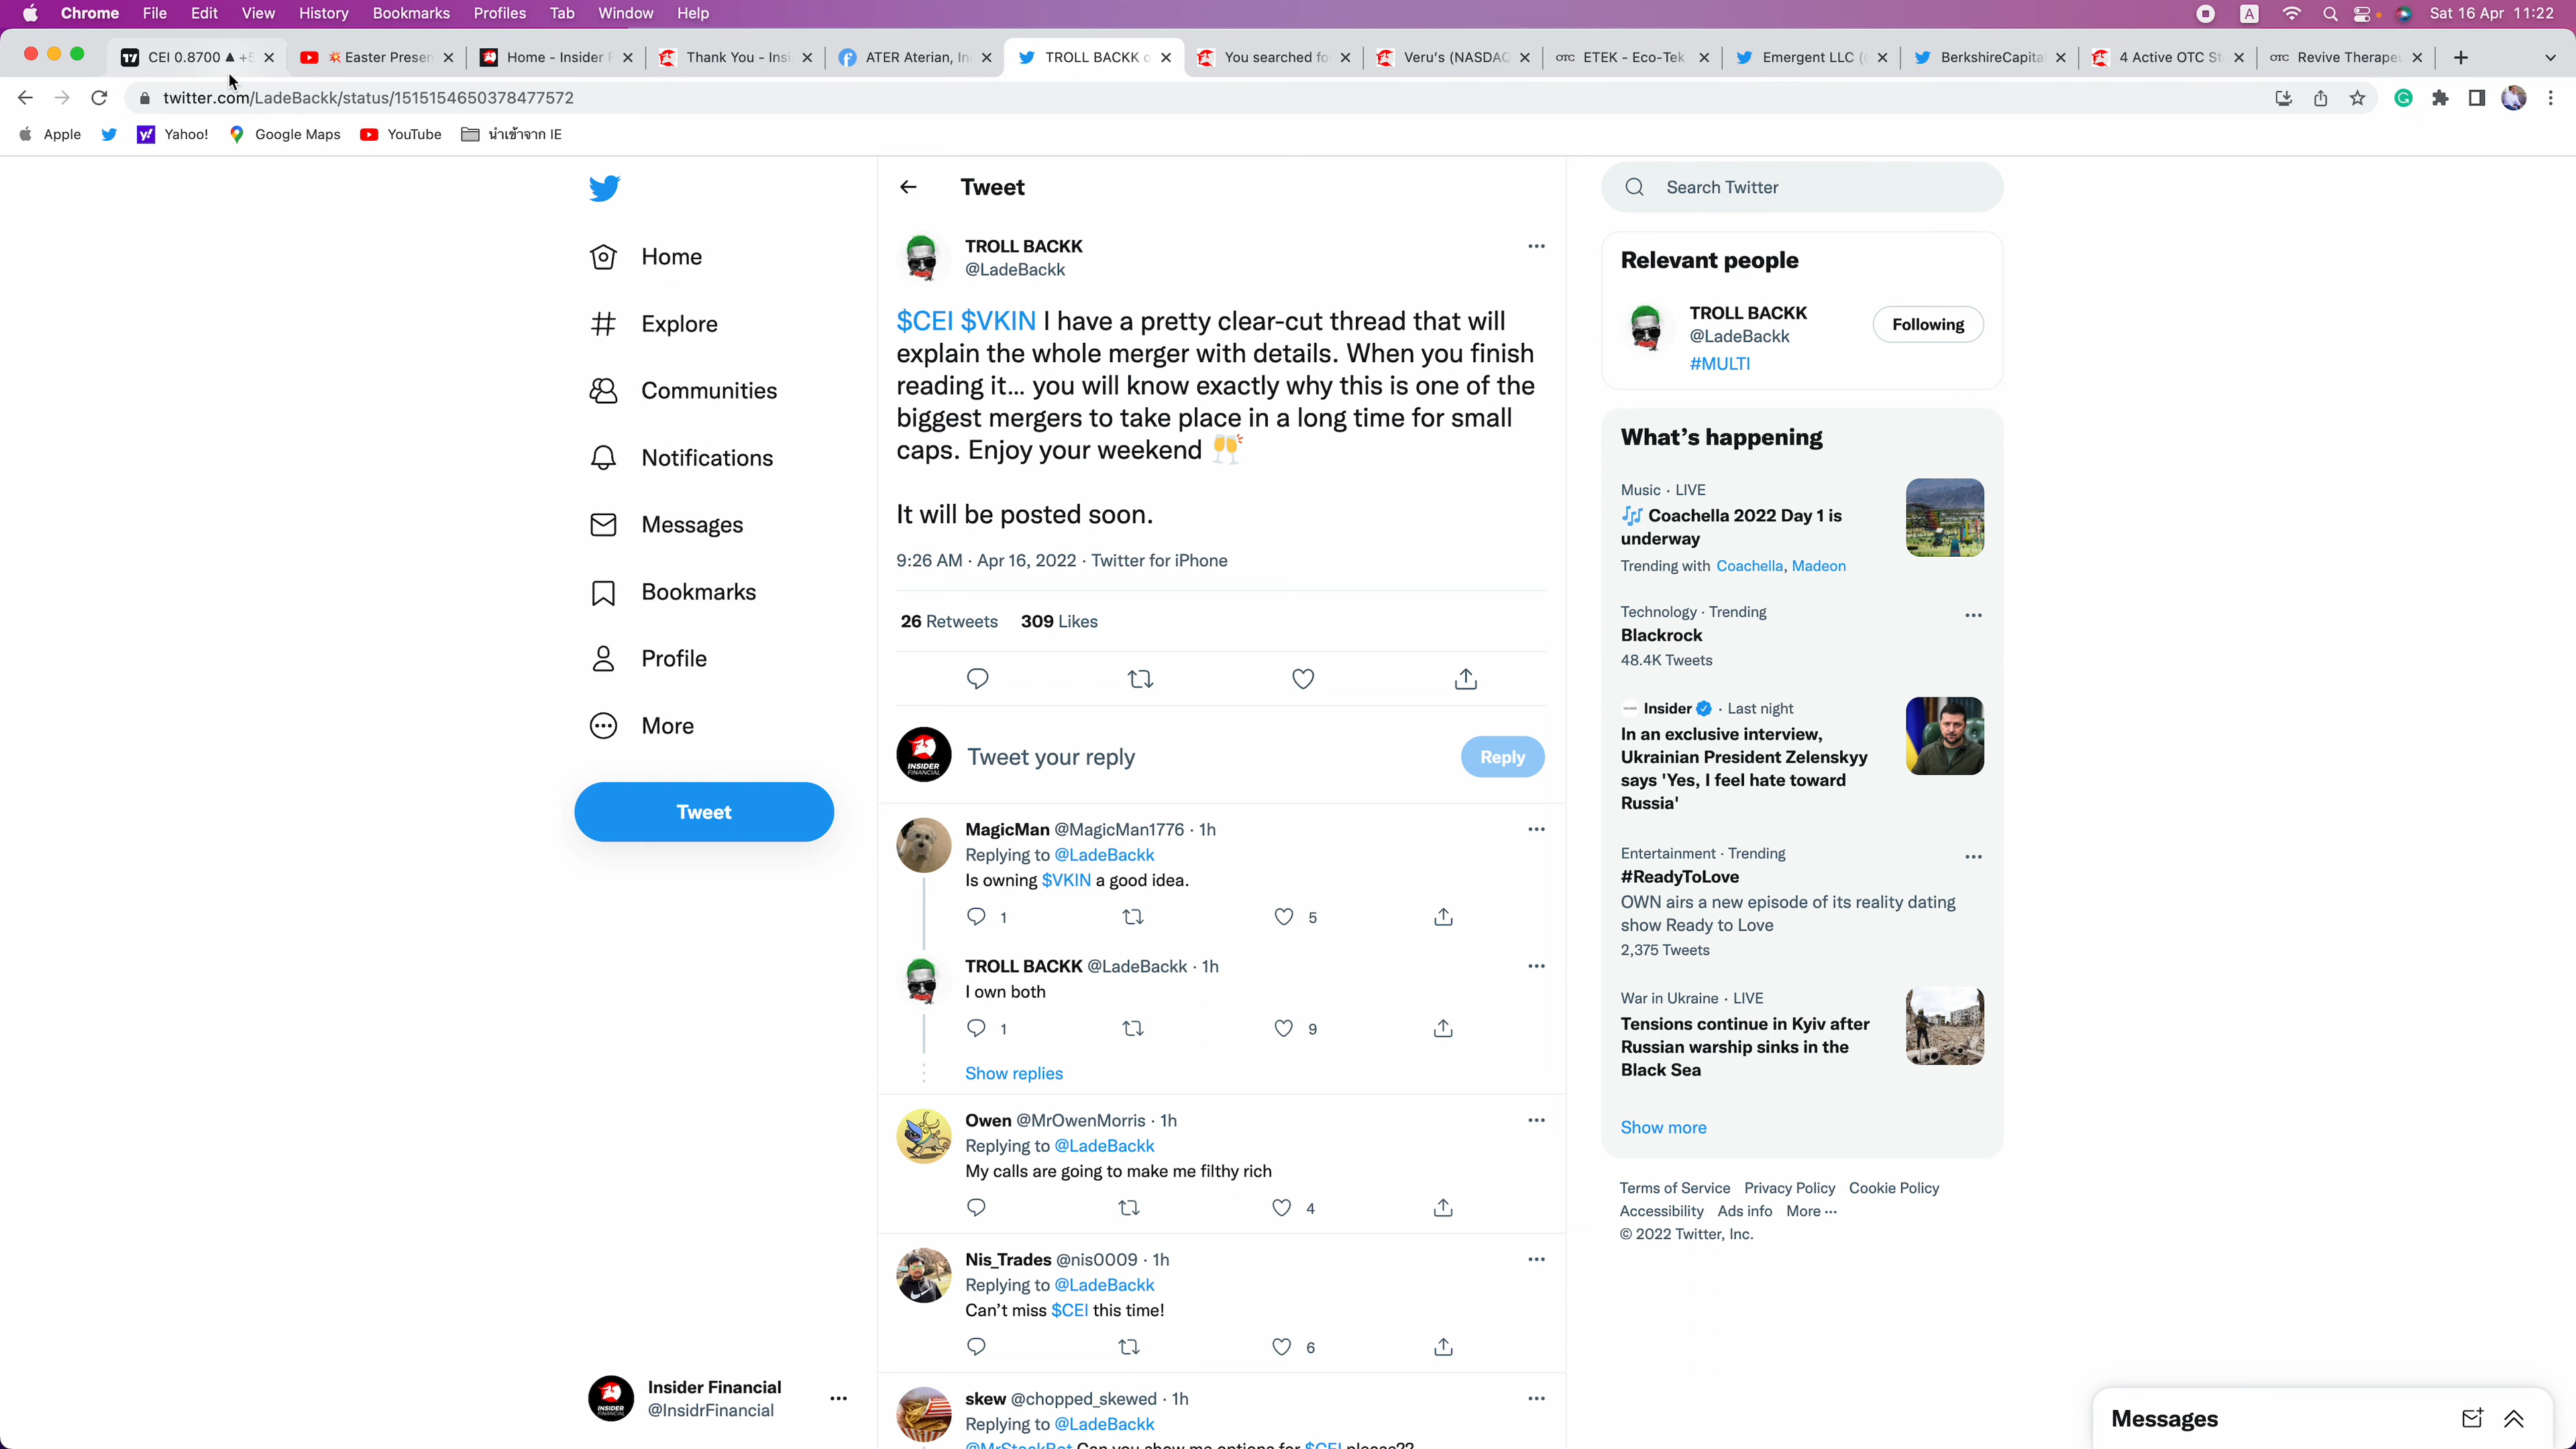 Chrome File Edit View History Bookmarks Profiles Tab Window Help A Sat 16 Apr 11:22
CEI 0.8700 ▲ +5 💥Easter Presen Home - Insider F Thank You - Insi ATER Aterian, In TROLL BACKK o You searched fo Veru's (NASDAQ ETEK - Eco-Tek Emergent LLC ( BerkshireCapita 4 Active OTC St OTC Revive Therape
twitter.com/LadeBackk/status/1515154650378477572
Apple Yahoo! Google Maps YouTube นำเข้าจาก IE
Home
Explore
Communities
Notifications
Messages
Bookmarks
Profile
More
Tweet
Insider Financial
@InsidrFinancial
Tweet
TROLL BACKK
@LadeBackk
$CEI $VKIN I have a pretty clear-cut thread that will
explain the whole merger with details. When you finish
reading it... you will know exactly why this is one of the
biggest mergers to take place in a long time for small
caps. Enjoy your weekend 🥂
It will be posted soon.
9:26 AM · Apr 16, 2022 · Twitter for iPhone
26 Retweets 309 Likes
INSIDER
FINANCIAL
Tweet your reply
Reply
MagicMan @MagicMan1776 · 1h
Replying to @LadeBackk
Is owning $VKIN a good idea.
1 5
TROLL BACKK @LadeBackk · 1h
I own both
1 9
Show replies
Owen @MrOwenMorris · 1h
Replying to @LadeBackk
My calls are going to make me filthy rich
4
Nis_Trades @nis0009 · 1h
Replying to @LadeBackk
Can't miss $CEI this time!
6
skew @chopped_skewed · 1h
Replying to @LadeBackk
@MrStockBot Can you show me options for $CEI please??
Search Twitter
Relevant people
TROLL BACKK
@LadeBackk
#MULTI
Following
What's happening
Music · LIVE
🎶 Coachella 2022 Day 1 is
underway
Trending with Coachella, Madeon
Technology · Trending
Blackrock
48.4K Tweets
Insider · Last night
In an exclusive interview,
Ukrainian President Zelenskyy
says 'Yes, I feel hate toward
Russia'
Entertainment · Trending
#ReadyToLove
OWN airs a new episode of its reality dating
show Ready to Love
2,375 Tweets
War in Ukraine · LIVE
Tensions continue in Kyiv after
Russian warship sinks in the
Black Sea
Show more
Terms of Service Privacy Policy Cookie Policy
Accessibility Ads info More ···
© 2022 Twitter, Inc.
Messages